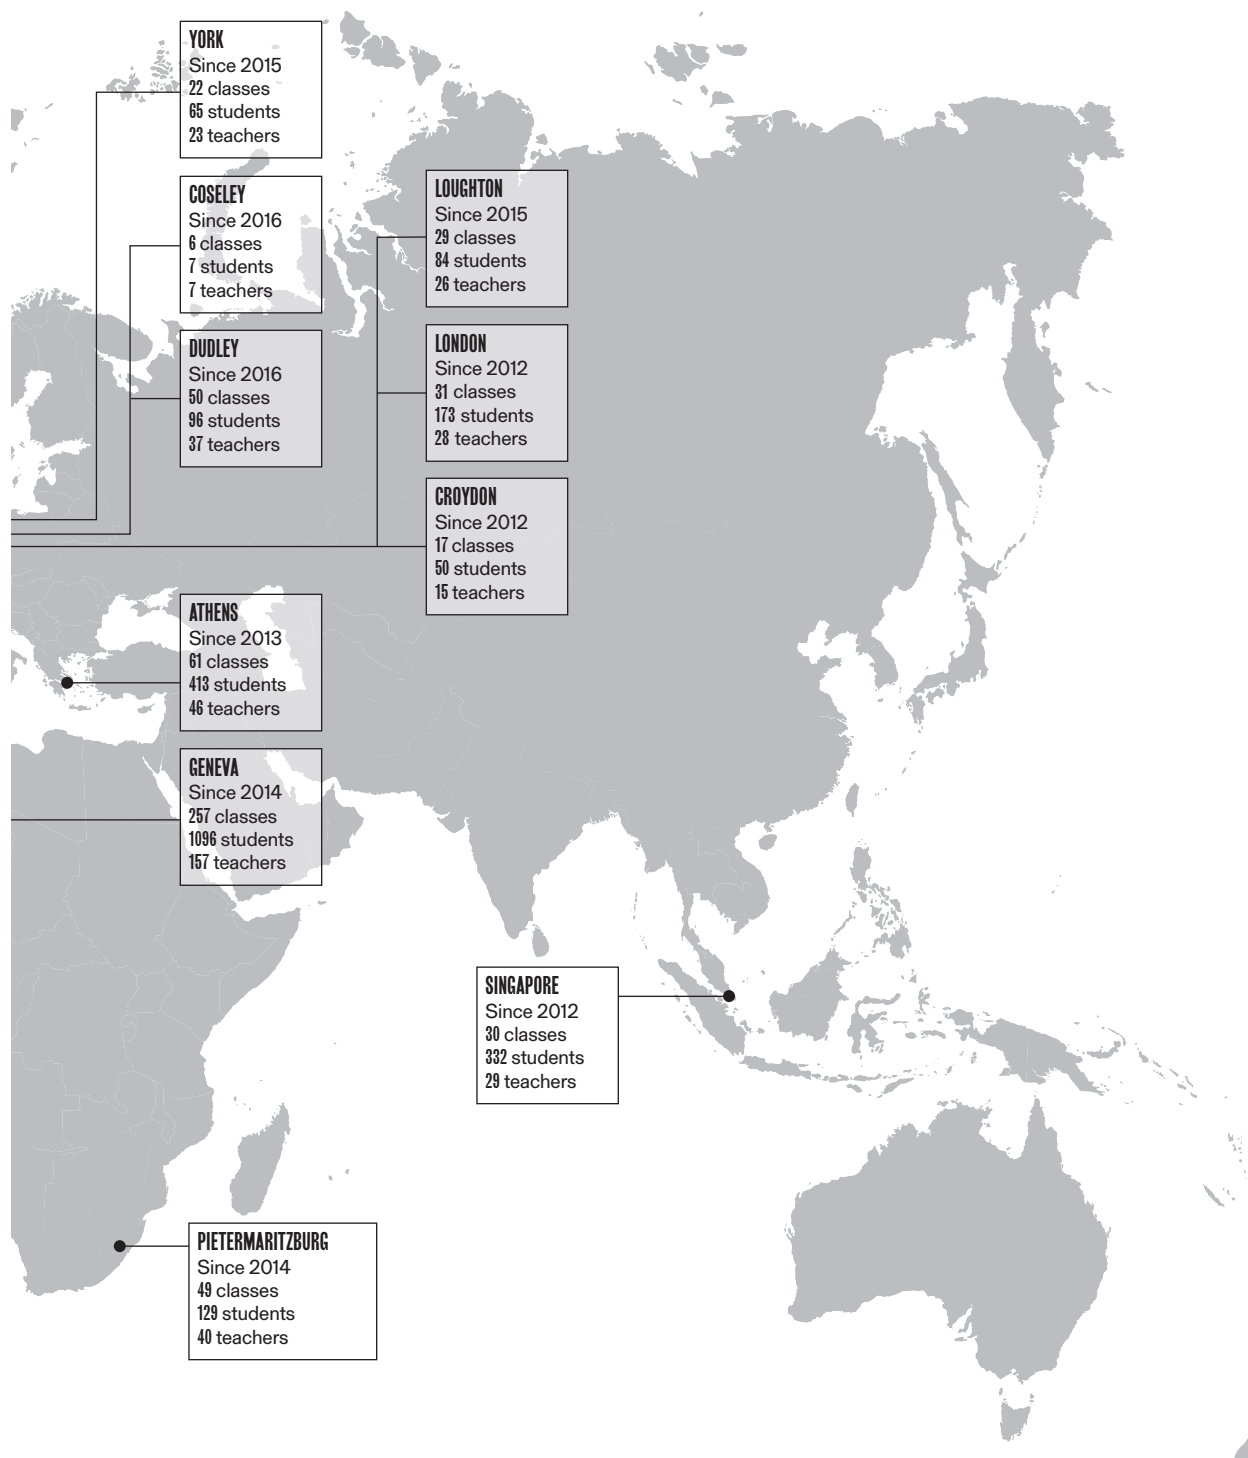 YORK
Since 2015
22 classes
65 students
23 teachers
COSELEY
Since 2016
6 classes
7 students
7 teachers
DUDLEY
Since 2016
50 classes
96 students
37 teachers
LOUGHTON
Since 2015
29 classes
84 students
26 teachers
LONDON
Since 2012
31 classes
173 students
28 teachers
CROYDON
Since 2012
17 classes
50 students
15 teachers
ATHENS
Since 2013
61 classes
413 students
46 teachers
GENEVA
Since 2014
257 classes
1096 students
157 teachers
SINGAPORE
Since 2012
30 classes
332 students
29 teachers
PIETERMARITZBURG
Since 2014
49 classes
129 students
40 teachers